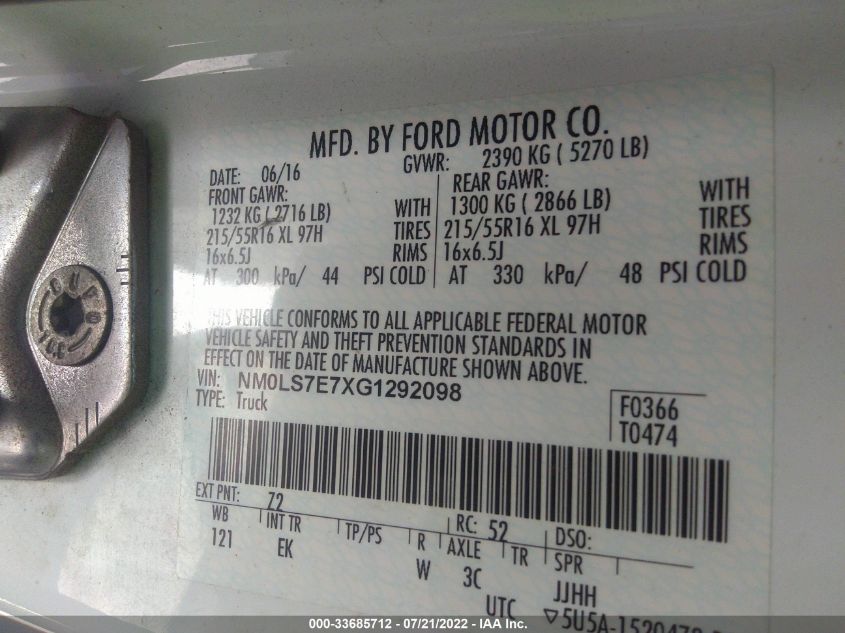 MFD. BY FORD MOTOR CO.
DATE: 06/16 GVWR: 2390 KG ( 5270 LB)
FRONT GAWR: REAR GAWR:
1232 KG ( 2716 LB) WITH 1300 KG ( 2866 LB) WITH
215/55R16 XL 97H TIRES 215/55R16 XL 97H TIRES
16x6.5J RIMS 16x6.5J RIMS
AT 300 kPa/ 44 PSI COLD AT 330 kPa/ 48 PSI COLD
THIS VEHICLE CONFORMS TO ALL APPLICABLE FEDERAL MOTOR
VEHICLE SAFETY AND THEFT PREVENTION STANDARDS IN
EFFECT ON THE DATE OF MANUFACTURE SHOWN ABOVE.
VIN: NM0LS7E7XG1292098
TYPE: Truck
F0366
T0474
EXT PNT: 72 RC: 52 DSO:
WB INT TR TP/PS R AXLE TR SPR
121 EK W 3C JJHH
UTC ▽5U5A-1520472
000-33685712 - 07/21/2022 - IAA Inc.